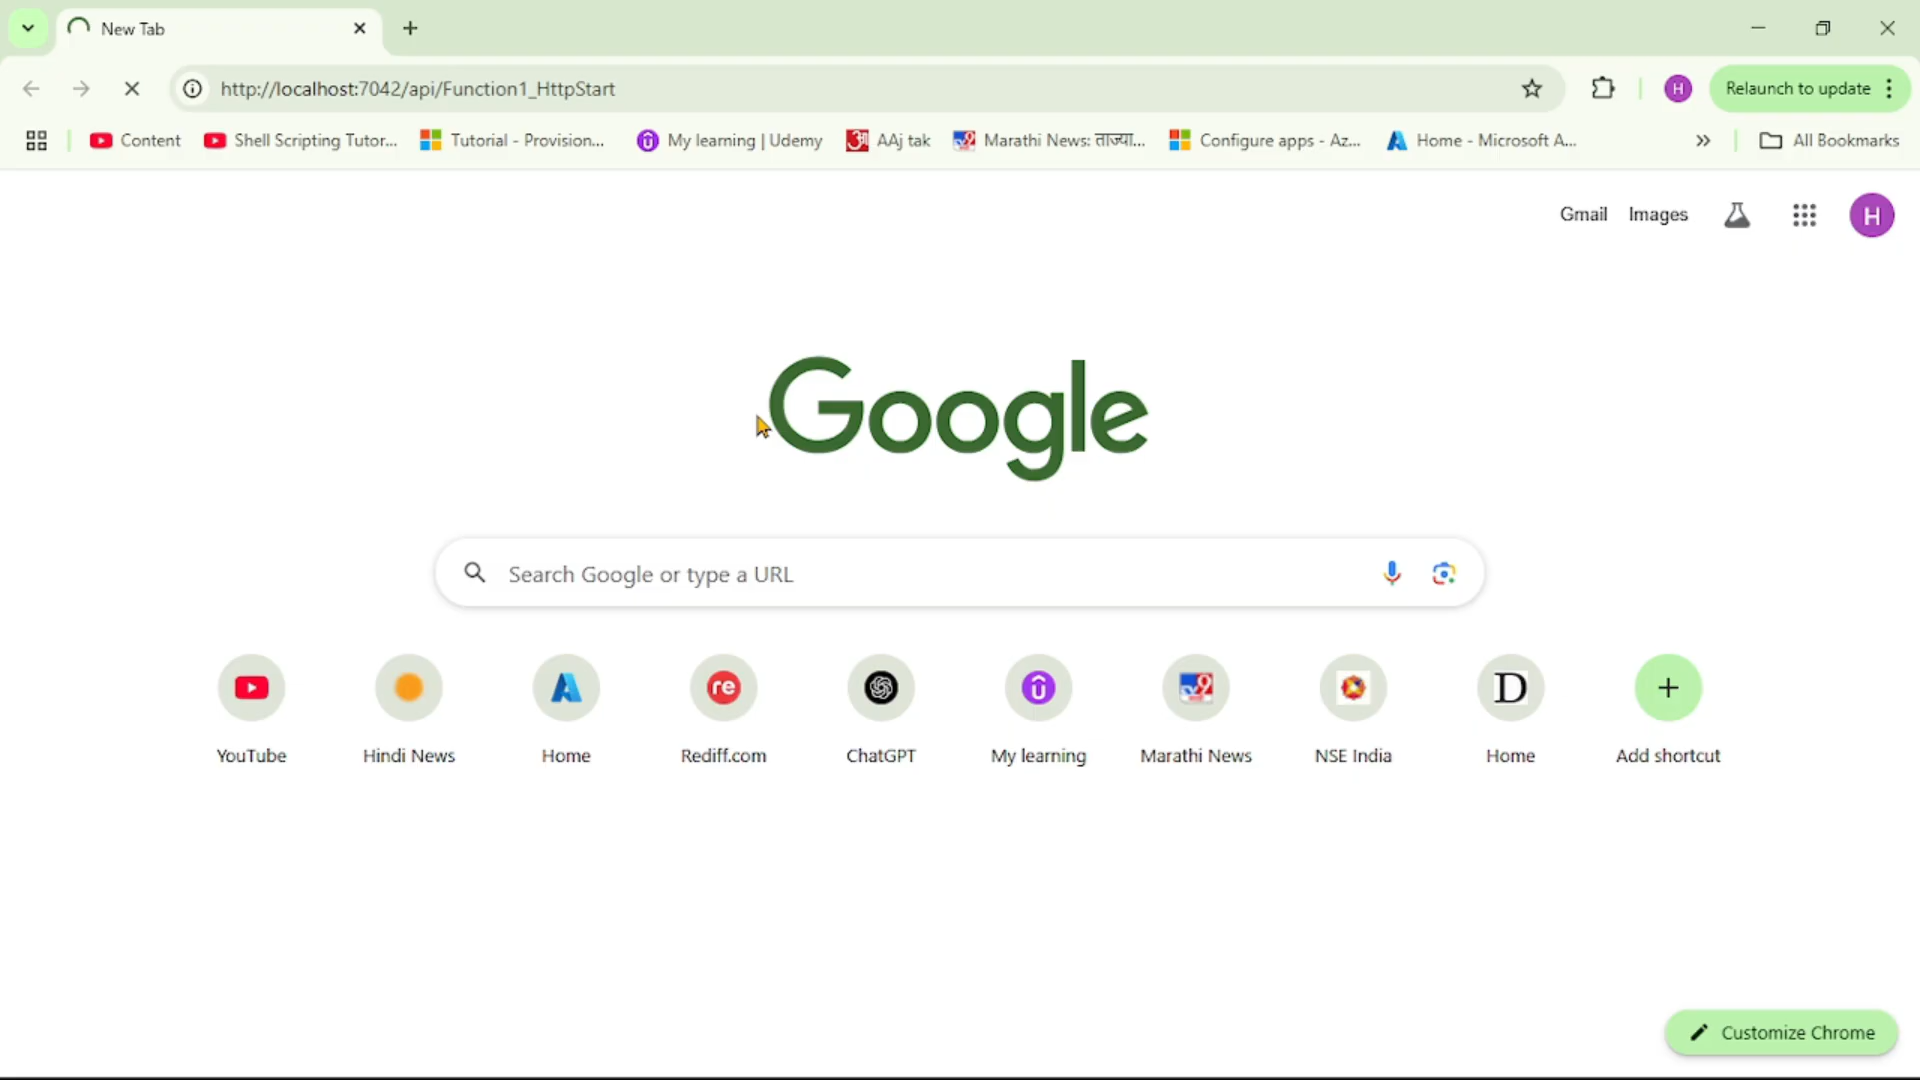 New Tab
http://localhost:7042/api/Function1_HttpStart
Relaunch to update
Content
Shell Scripting Tutor...
Tutorial - Provision...
My learning | Udemy
AAj tak
Marathi News: ताज्या...
Configure apps - Az...
Home - Microsoft A...
All Bookmarks
Gmail
Images
H
Google
Search Google or type a URL
YouTube
Hindi News
Home
Rediff.com
ChatGPT
My learning
Marathi News
NSE India
Home
Add shortcut
Customize Chrome